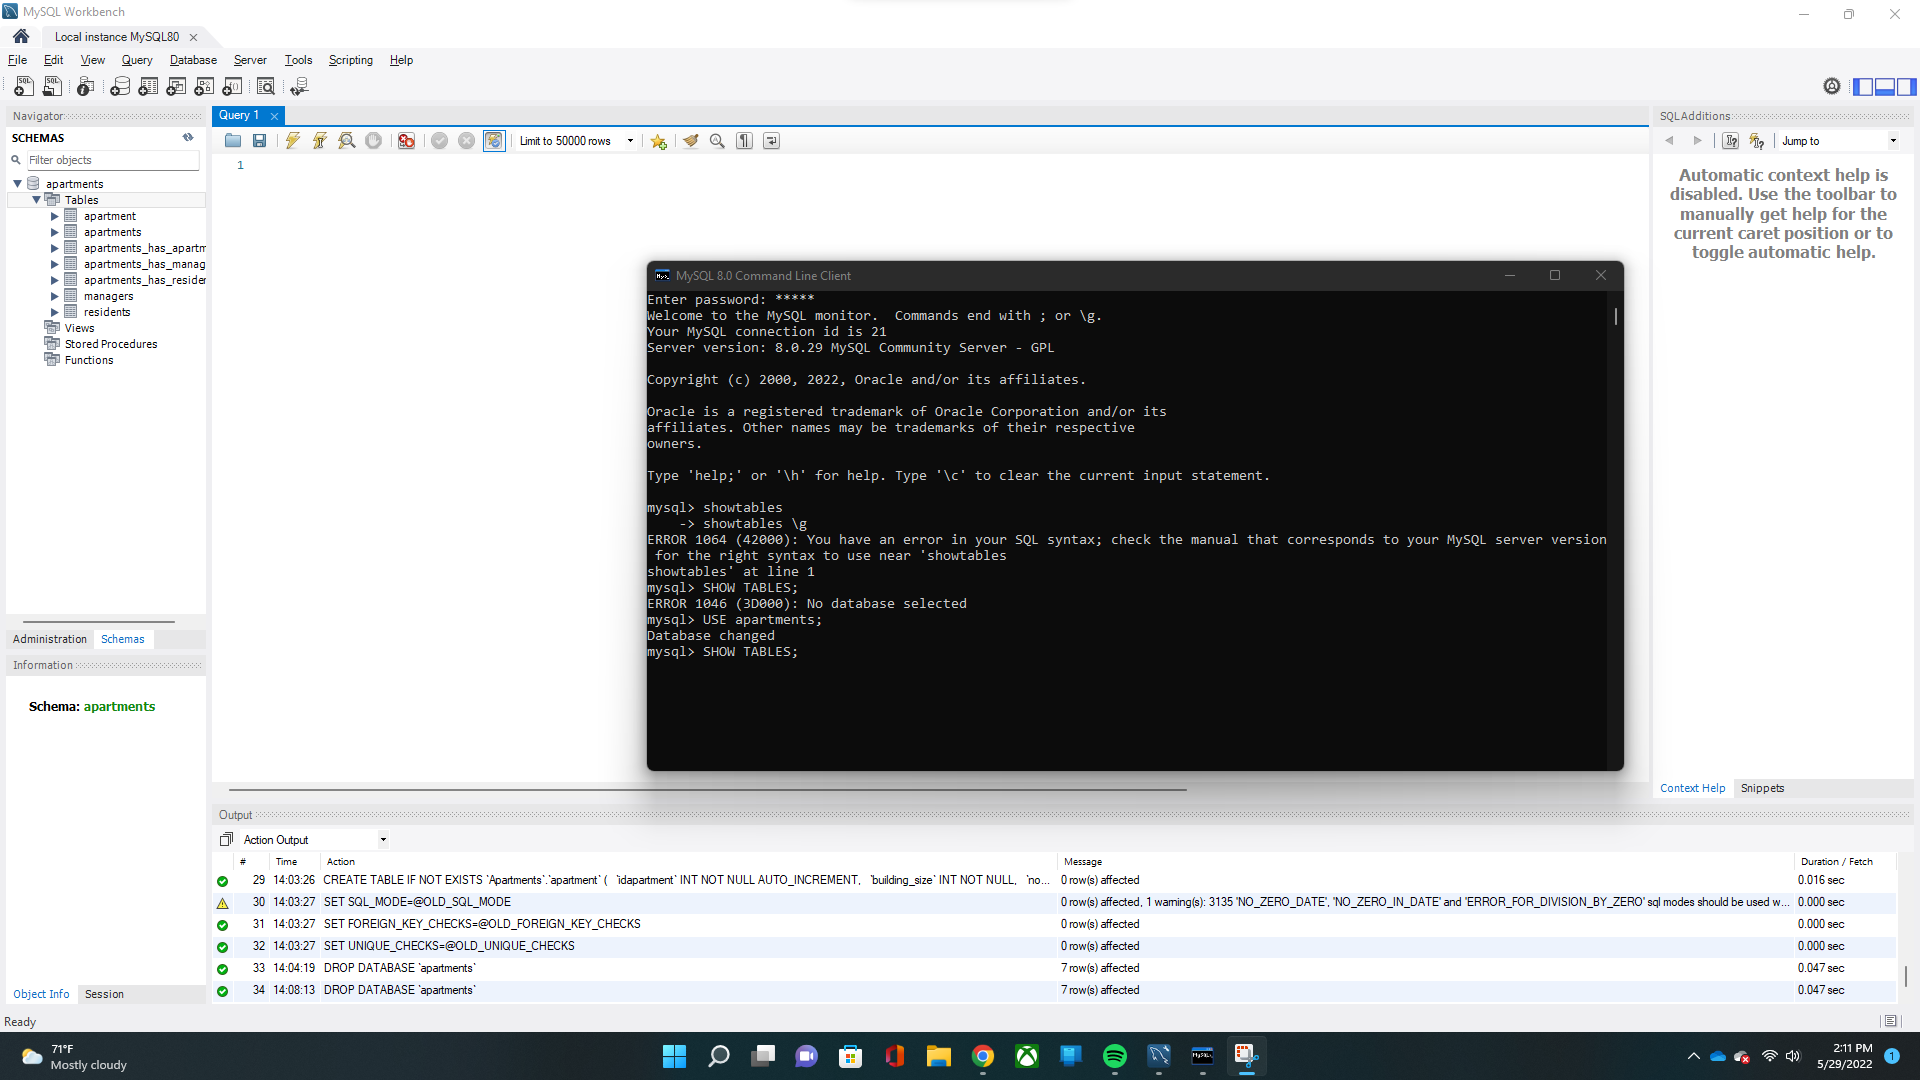 MySQL Workbench
Local instance MySQL80
File Edit View Query Database Server Tools Scripting Help
Navigator
SCHEMAS
Filter objects
apartments
Tables
apartment
apartments
apartments_has_apartm
apartments_has_manag
apartments_has_resider
managers
residents
Views
Stored Procedures
Functions
Administration Schemas
Information
Schema: apartments
Object Info Session
Ready
Query 1
Limit to 50000 rows
1
SQLAdditions
Jump to
Automatic context help is
disabled. Use the toolbar to
manually get help for the
current caret position or to
toggle automatic help.
Context Help Snippets
MySQL 8.0 Command Line Client
Enter password: *****
Welcome to the MySQL monitor.  Commands end with ; or \g.
Your MySQL connection id is 21
Server version: 8.0.29 MySQL Community Server - GPL
Copyright (c) 2000, 2022, Oracle and/or its affiliates.
Oracle is a registered trademark of Oracle Corporation and/or its
affiliates. Other names may be trademarks of their respective
owners.
Type 'help;' or '\h' for help. Type '\c' to clear the current input statement.
mysql> showtables
    -> showtables \g
ERROR 1064 (42000): You have an error in your SQL syntax; check the manual that corresponds to your MySQL server version
 for the right syntax to use near 'showtables
showtables' at line 1
mysql> SHOW TABLES;
ERROR 1046 (3D000): No database selected
mysql> USE apartments;
Database changed
mysql> SHOW TABLES;
Output
Action Output
# Time Action Message Duration / Fetch
29 14:03:26 CREATE TABLE IF NOT EXISTS `Apartments`.`apartment` ( `idapartment` INT NOT NULL AUTO_INCREMENT, `building_size` INT NOT NULL, `no... 0 row(s) affected 0.016 sec
30 14:03:27 SET SQL_MODE=@OLD_SQL_MODE 0 row(s) affected, 1 warning(s): 3135 'NO_ZERO_DATE', 'NO_ZERO_IN_DATE' and 'ERROR_FOR_DIVISION_BY_ZERO' sql modes should be used w... 0.000 sec
31 14:03:27 SET FOREIGN_KEY_CHECKS=@OLD_FOREIGN_KEY_CHECKS 0 row(s) affected 0.000 sec
32 14:03:27 SET UNIQUE_CHECKS=@OLD_UNIQUE_CHECKS 0 row(s) affected 0.000 sec
33 14:04:19 DROP DATABASE `apartments` 7 row(s) affected 0.047 sec
34 14:08:13 DROP DATABASE `apartments` 7 row(s) affected 0.047 sec
71°F
Mostly cloudy
2:11 PM
5/29/2022
1